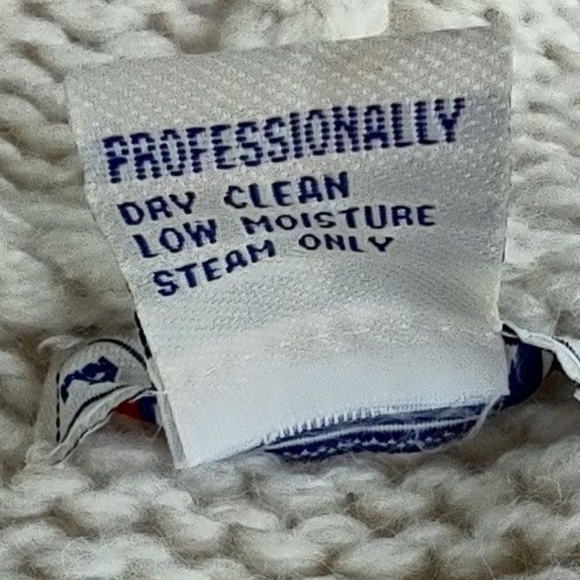 PROFESSIONALLY
DRY CLEAN
LOW MOISTURE
STEAM ONLY